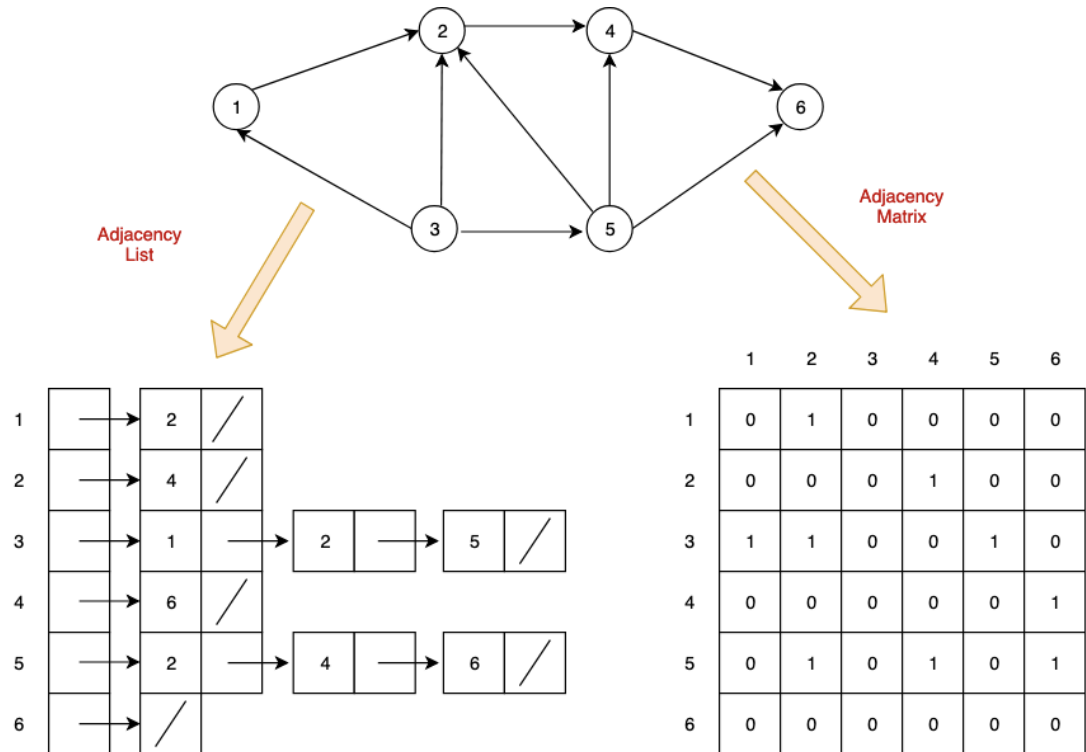 2 4
1 6
3 5
Adjacency
List
Adjacency
Matrix
1 2
2 4
3 1 2 5
4 6
5 2 4 6
6
1 2 3 4 5 6
1 0 1 0 0 0 0
2 0 0 0 1 0 0
3 1 1 0 0 1 0
4 0 0 0 0 0 1
5 0 1 0 1 0 1
6 0 0 0 0 0 0